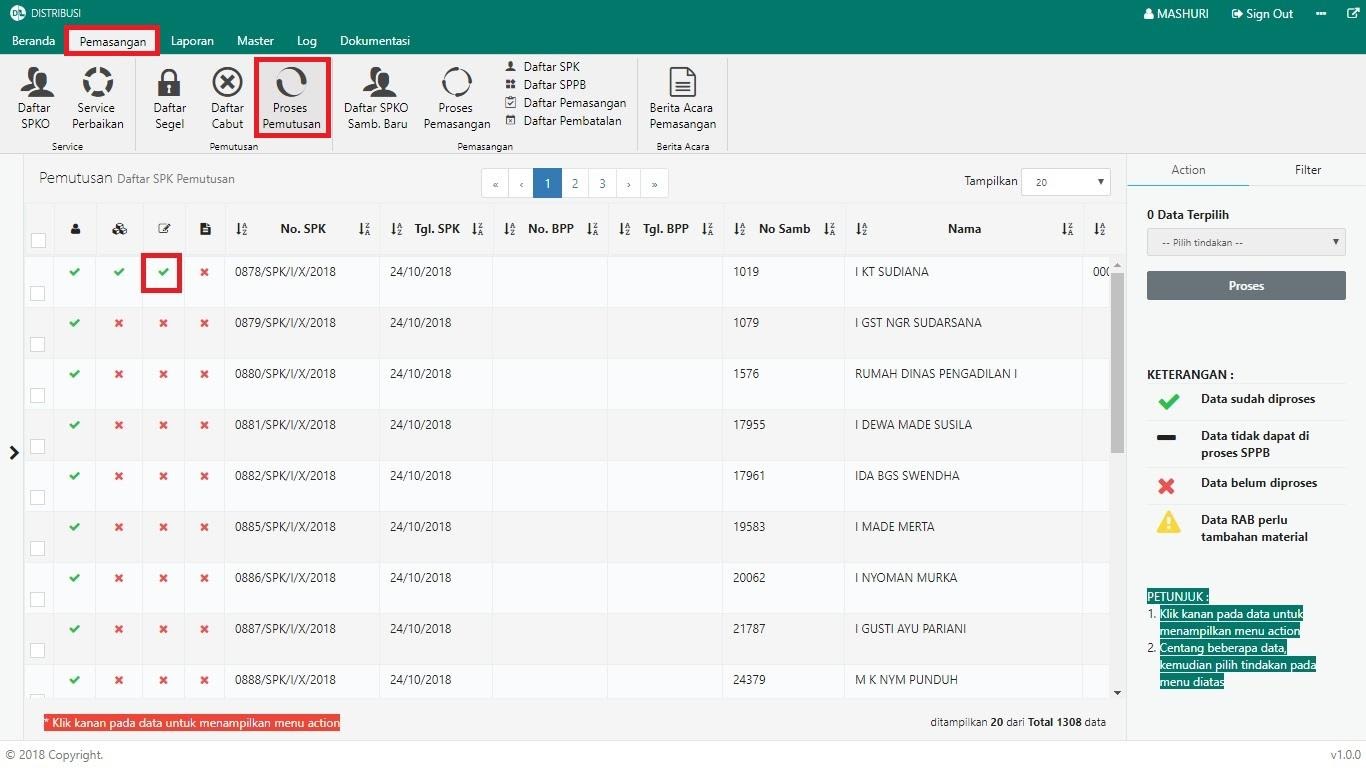 DL DISTRIBUSI
MASHURI Sign Out
Beranda Pemasangan Laporan Master Log Dokumentasi
Daftar SPKO
Service Perbaikan
Service
Daftar Segel
Daftar Cabut
Proses Pemutusan
Pemutusan
Daftar SPKO Samb. Baru
Proses Pemasangan
Daftar SPK
Daftar SPPB
Daftar Pemasangan
Daftar Pembatalan
Pemasangan
Berita Acara Pemasangan
Berita Acara
Pemutusan Daftar SPK Pemutusan
« ‹ 1 2 3 › »
Tampilkan 20
No. SPK Tgl. SPK No. BPP Tgl. BPP No Samb Nama
0878/SPK/I/X/2018 24/10/2018 1019 I KT SUDIANA 000
0879/SPK/I/X/2018 24/10/2018 1079 I GST NGR SUDARSANA
0880/SPK/I/X/2018 24/10/2018 1576 RUMAH DINAS PENGADILAN I
0881/SPK/I/X/2018 24/10/2018 17955 I DEWA MADE SUSILA
0882/SPK/I/X/2018 24/10/2018 17961 IDA BGS SWENDHA
0885/SPK/I/X/2018 24/10/2018 19583 I MADE MERTA
0886/SPK/I/X/2018 24/10/2018 20062 I NYOMAN MURKA
0887/SPK/I/X/2018 24/10/2018 21787 I GUSTI AYU PARIANI
0888/SPK/I/X/2018 24/10/2018 24379 M K NYM PUNDUH
* Klik kanan pada data untuk menampilkan menu action
ditampilkan 20 dari Total 1308 data
Action Filter
0 Data Terpilih
-- Pilih tindakan --
Proses
KETERANGAN :
Data sudah diproses
Data tidak dapat di
proses SPPB
Data belum diproses
Data RAB perlu
tambahan material
PETUNJUK :
1. Klik kanan pada data untuk
menampilkan menu action
2. Centang beberapa data,
kemudian pilih tindakan pada
menu diatas
© 2018 Copyright. v1.0.0